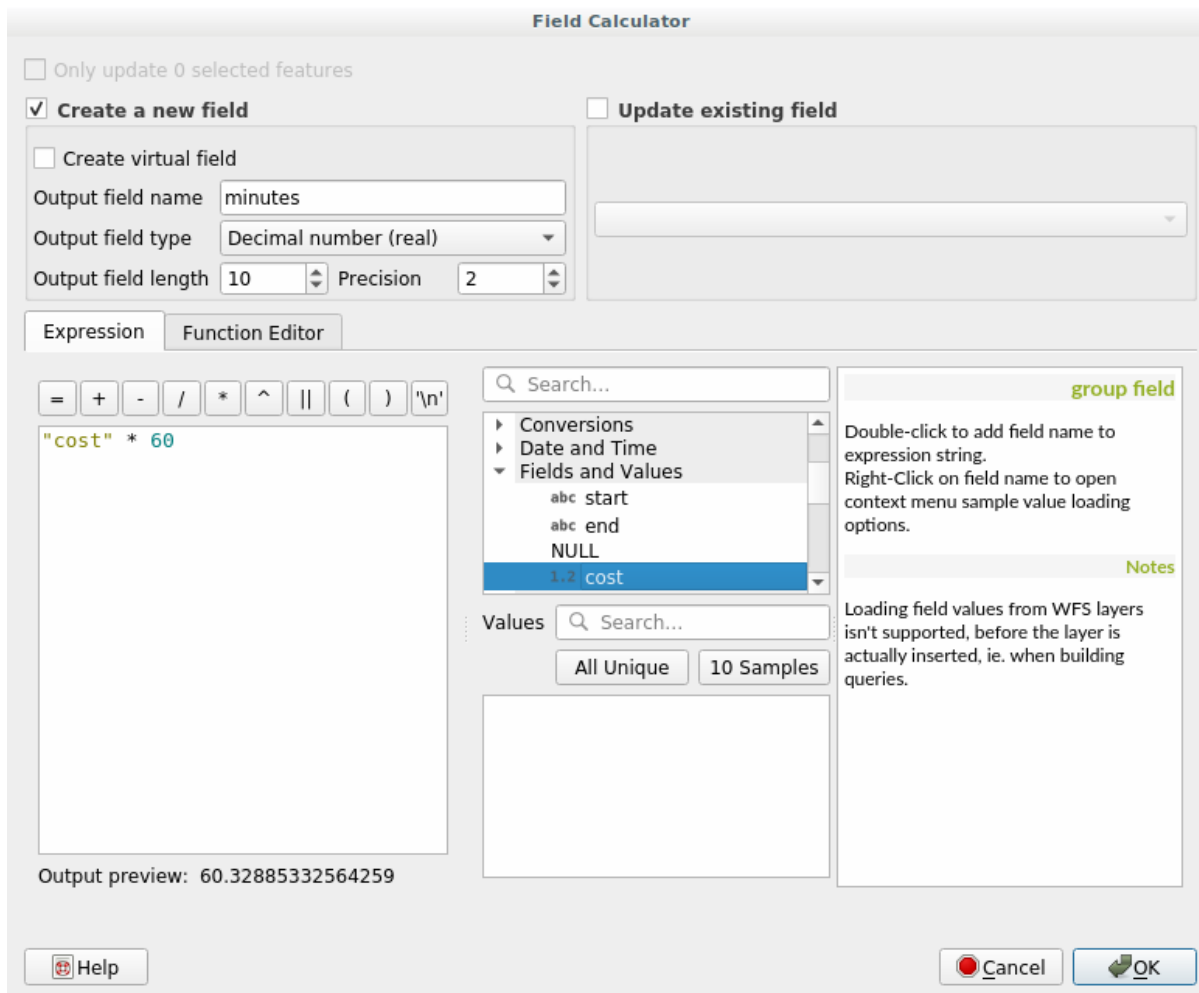 Field Calculator
Only update 0 selected features
Create a new field
Update existing field
Create virtual field
Output field name minutes
Output field type Decimal number (real)
Output field length 10 Precision 2
Expression Function Editor
= + - / * ^ || ( ) '\n'
"cost" * 60
Search...
Conversions
Date and Time
Fields and Values
abc start
abc end
NULL
1.2 cost
Values Search...
All Unique 10 Samples
group field
Double-click to add field name to
expression string.
Right-Click on field name to open
context menu sample value loading
options.
Notes
Loading field values from WFS layers
isn't supported, before the layer is
actually inserted, ie. when building
queries.
Output preview: 60.32885332564259
Help
Cancel
OK